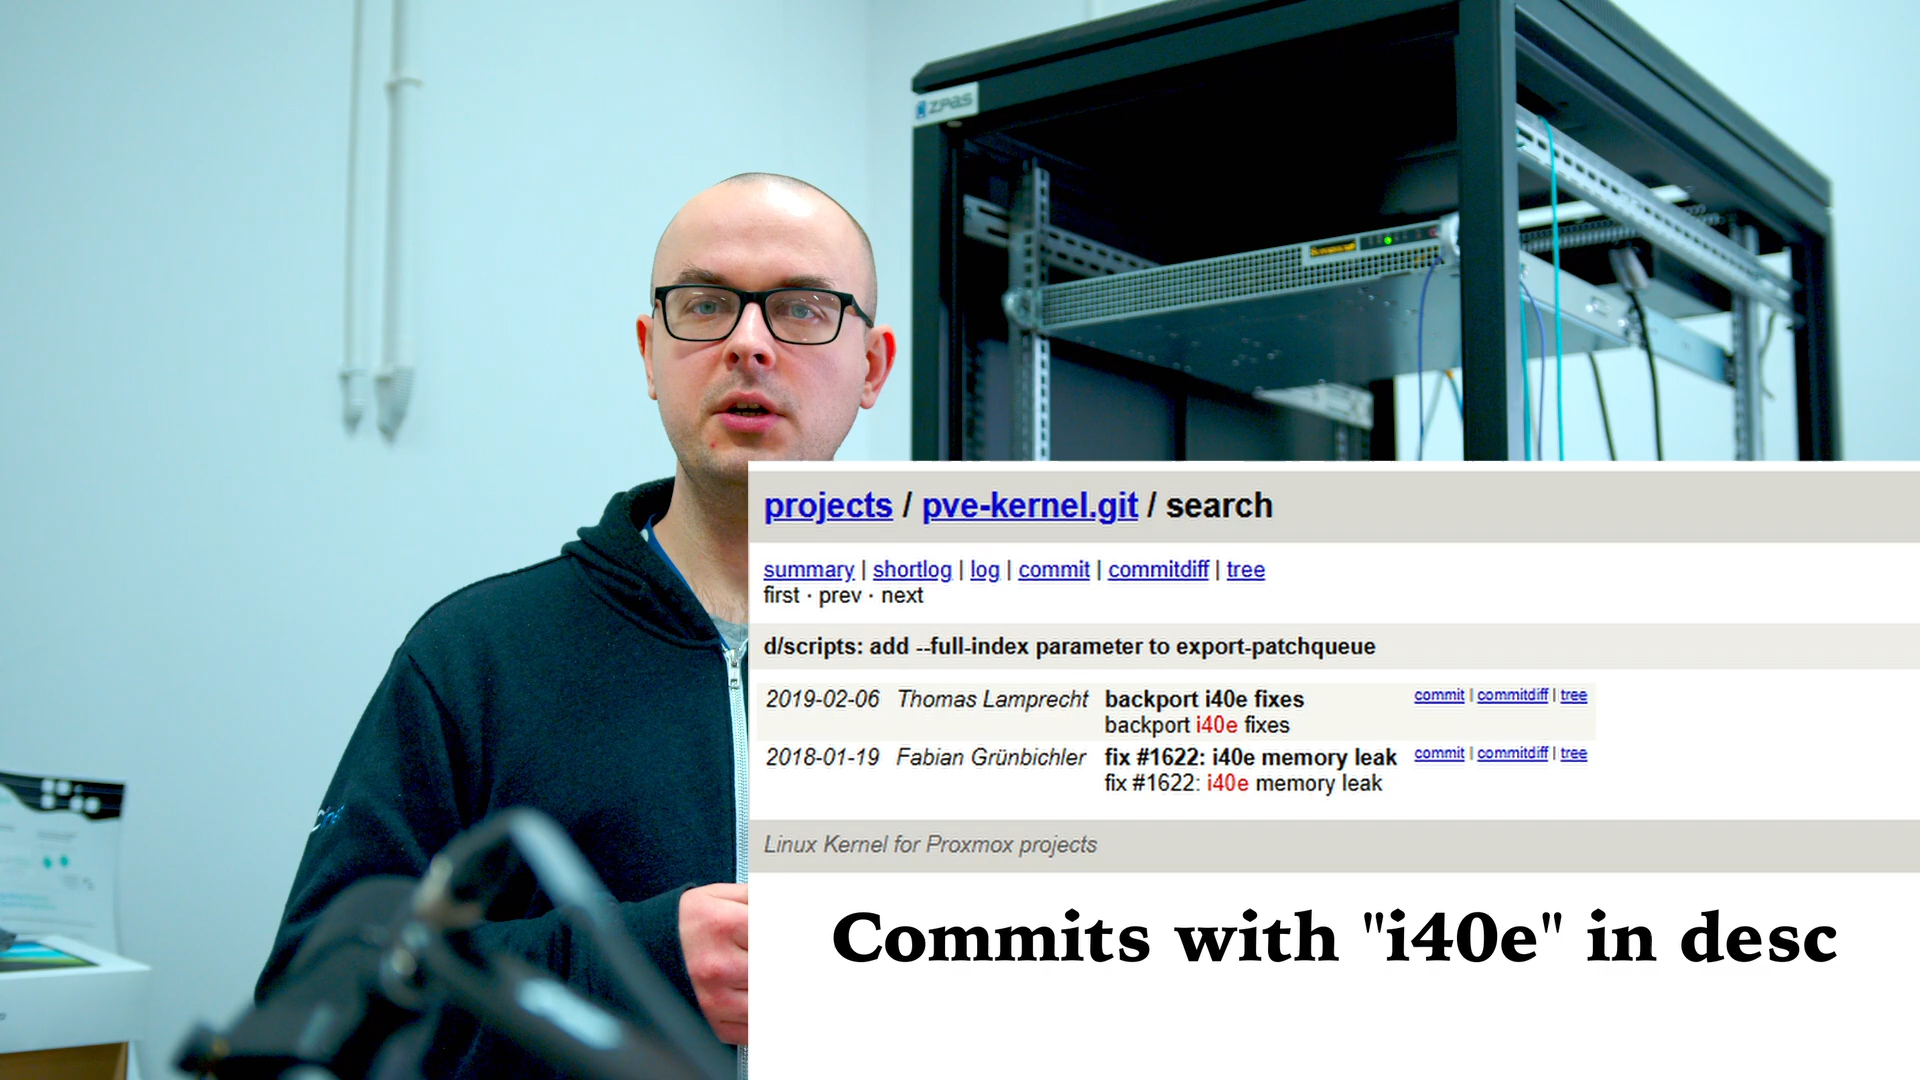 ZPAS
projects / pve-kernel.git / search
summary | shortlog | log | commit | commitdiff | tree
first · prev · next
d/scripts: add --full-index parameter to export-patchqueue
2019-02-06 Thomas Lamprecht backport i40e fixes commit | commitdiff | tree
backport i40e fixes
2018-01-19 Fabian Grünbichler fix #1622: i40e memory leak commit | commitdiff | tree
fix #1622: i40e memory leak
Linux Kernel for Proxmox projects
Commits with "i40e" in desc